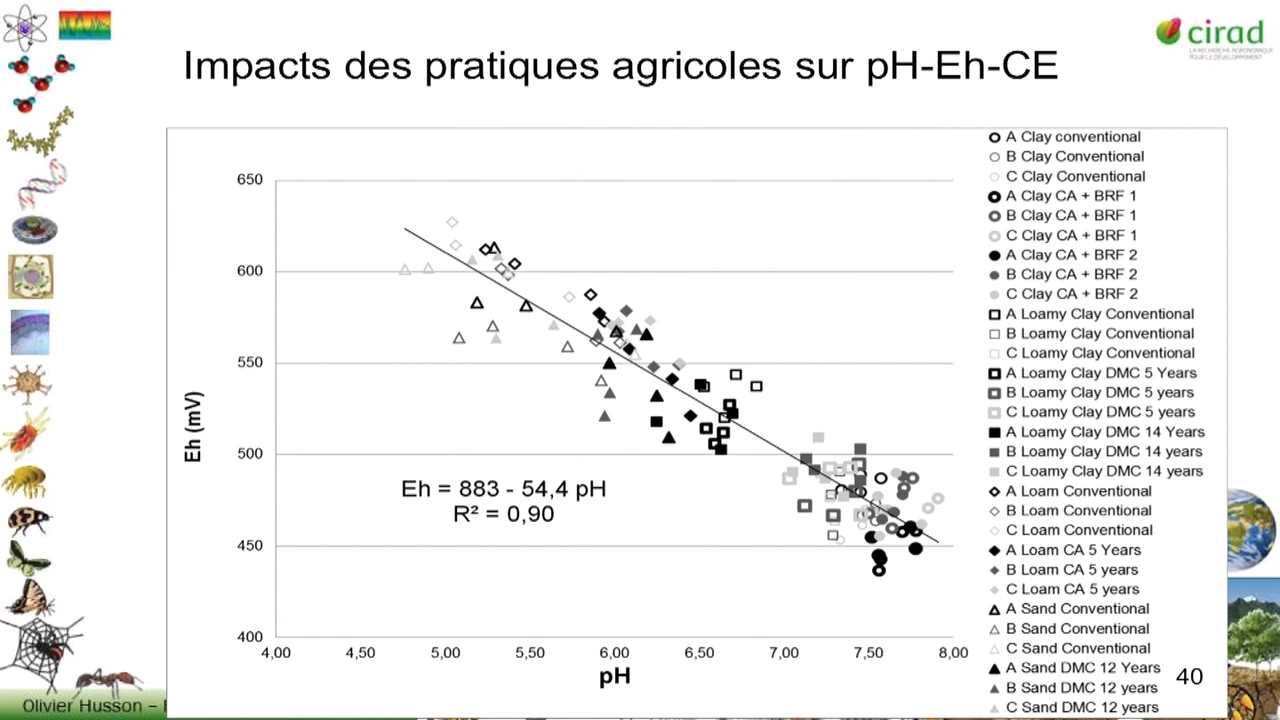 cirad
LA RECHERCHE AGRONOMIQUE
POUR LE DÉVELOPPEMENT
Impacts des pratiques agricoles sur pH-Eh-CE
A Clay conventional
B Clay Conventional
C Clay Conventional
A Clay CA + BRF 1
B Clay CA + BRF 1
C Clay CA + BRF 1
A Clay CA + BRF 2
B Clay CA + BRF 2
C Clay CA + BRF 2
A Loamy Clay Conventional
B Loamy Clay Conventional
C Loamy Clay Conventional
A Loamy Clay DMC 5 Years
B Loamy Clay DMC 5 years
C Loamy Clay DMC 5 years
A Loamy Clay DMC 14 Years
B Loamy Clay DMC 14 years
C Loamy Clay DMC 14 years
A Loam Conventional
B Loam Conventional
C Loam Conventional
A Loam CA 5 Years
B Loam CA 5 years
C Loam CA 5 years
A Sand Conventional
B Sand Conventional
C Sand Conventional
A Sand DMC 12 Years
B Sand DMC 12 years
C Sand DMC 12 years
650
600
550
500
450
400
Eh (mV)
Eh = 883 - 54,4 pH
R² = 0,90
4,00 4,50 5,00 5,50 6,00 6,50 7,00 7,50 8,00
pH
40
Olivier Husson –